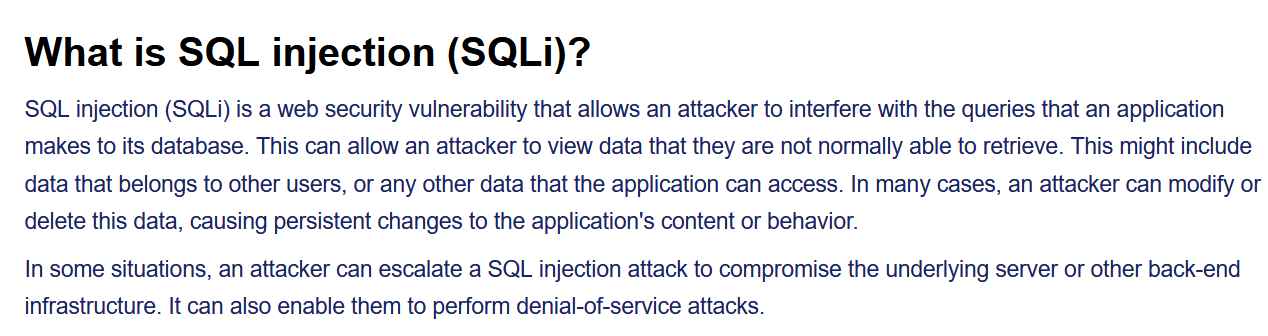 What is SQL injection (SQLi)?
SQL injection (SQLi) is a web security vulnerability that allows an attacker to interfere with the queries that an application
makes to its database. This can allow an attacker to view data that they are not normally able to retrieve. This might include
data that belongs to other users, or any other data that the application can access. In many cases, an attacker can modify or
delete this data, causing persistent changes to the application's content or behavior.
In some situations, an attacker can escalate a SQL injection attack to compromise the underlying server or other back-end
infrastructure. It can also enable them to perform denial-of-service attacks.